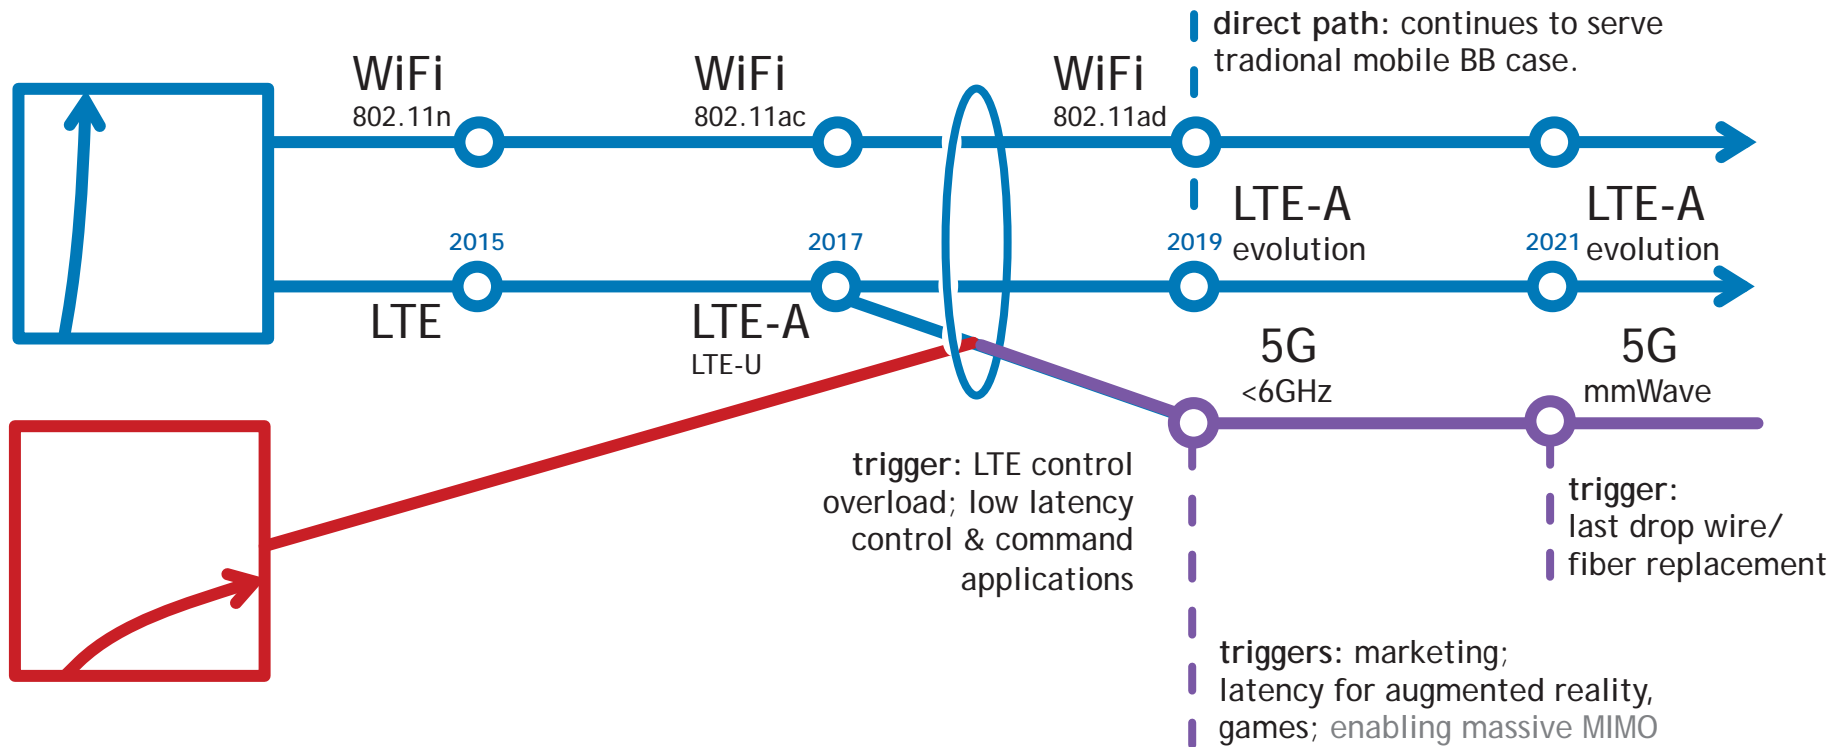 direct path: continues to serve
tradional mobile BB case.
WiFi
802.11n
WiFi
802.11ac
WiFi
802.11ad
2015
2017
2019
2021
LTE-A
evolution
LTE-A
evolution
LTE
LTE-A
LTE-U
5G
<6GHz
5G
mmWave
trigger: LTE control
overload; low latency
control & command
applications
trigger:
last drop wire/
fiber replacement
triggers: marketing;
latency for augmented reality,
games; enabling massive MIMO